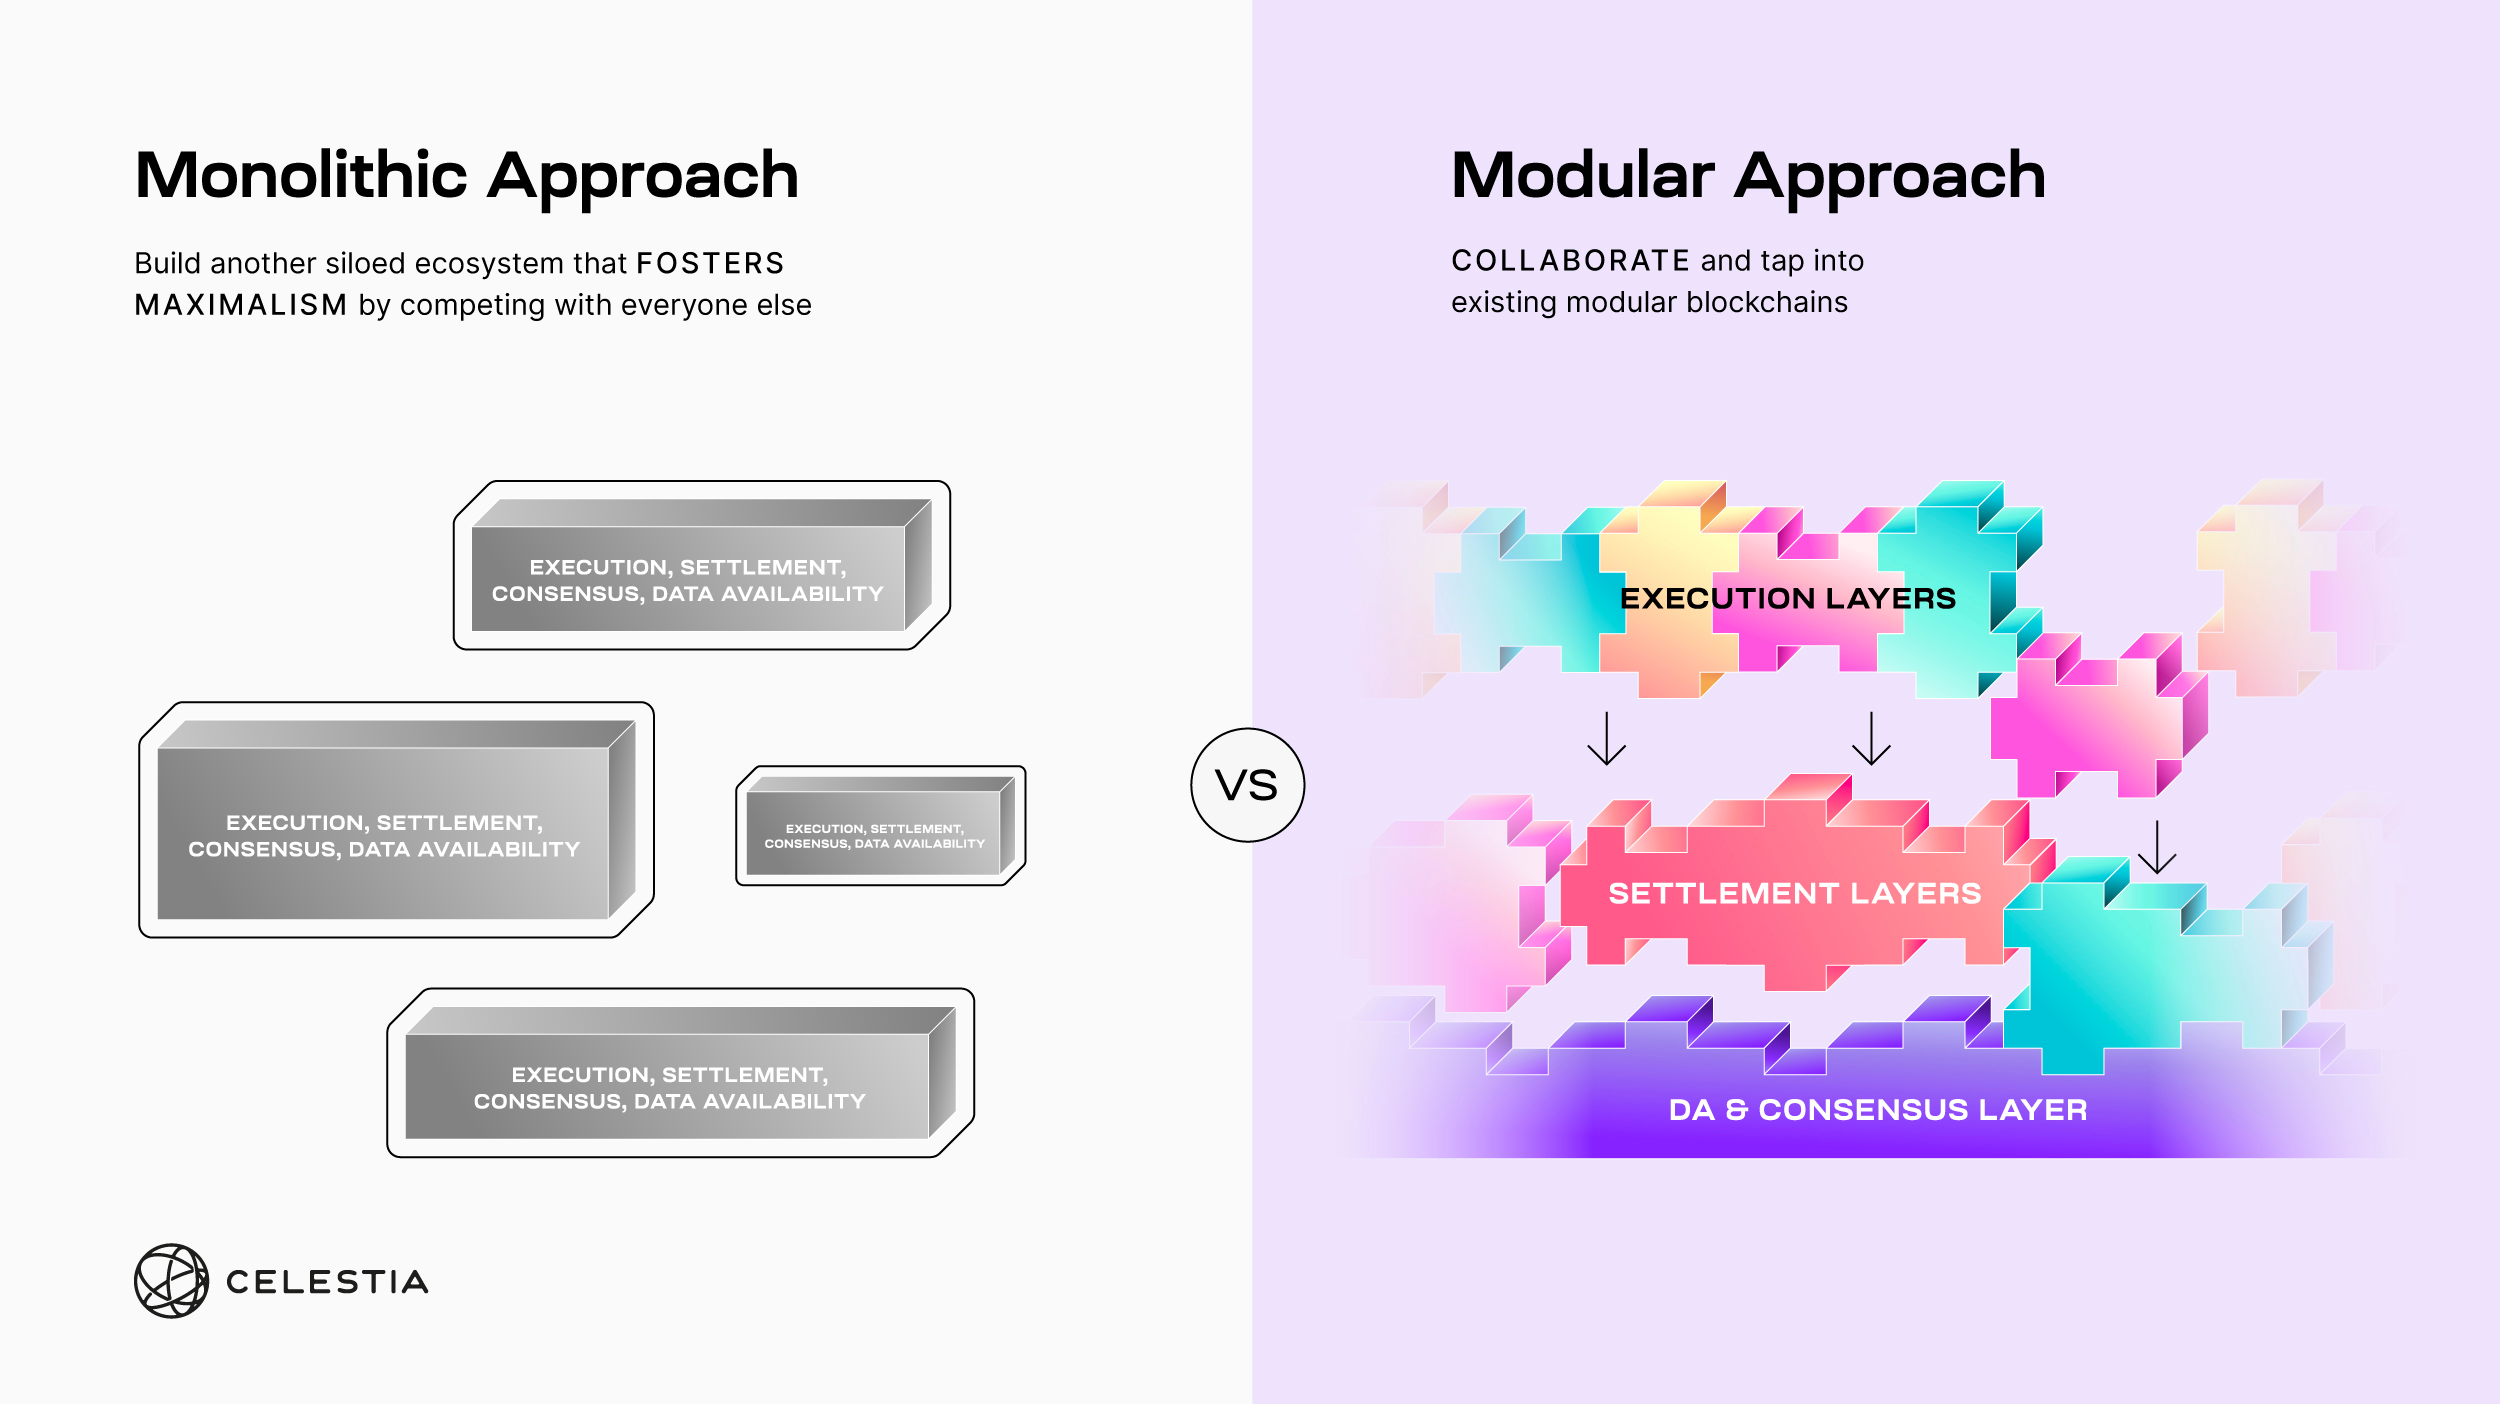 Monolithic Approach
Build another siloed ecosystem that FOSTERS
MAXIMALISM by competing with everyone else
EXECUTION, SETTLEMENT,
CONSENSUS, DATA AVAILABILITY
EXECUTION, SETTLEMENT,
CONSENSUS, DATA AVAILABILITY
EXECUTION, SETTLEMENT,
CONSENSUS, DATA AVAILABILITY
EXECUTION, SETTLEMENT,
CONSENSUS, DATA AVAILABILITY
CELESTIA
VS
Modular Approach
COLLABORATE and tap into
existing modular blockchains
EXECUTION LAYERS
SETTLEMENT LAYERS
DA & CONSENSUS LAYER